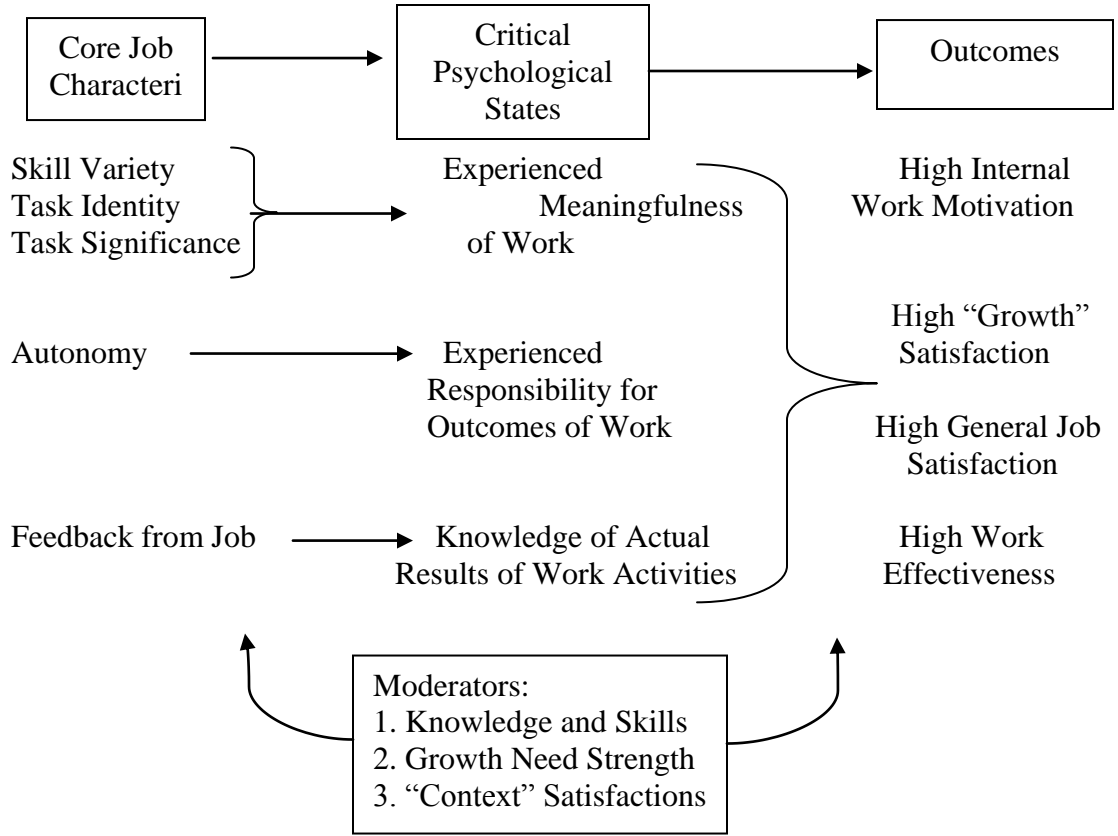 Core Job
Characteri
Critical
Psychological
States
Outcomes
Skill Variety
Task Identity
Task Significance
Experienced
Meaningfulness
of Work
High Internal
Work Motivation
Autonomy
Experienced
Responsibility for
Outcomes of Work
High “Growth”
Satisfaction
High General Job
Satisfaction
Feedback from Job
Knowledge of Actual
Results of Work Activities
High Work
Effectiveness
Moderators:
1. Knowledge and Skills
2. Growth Need Strength
3. “Context” Satisfactions